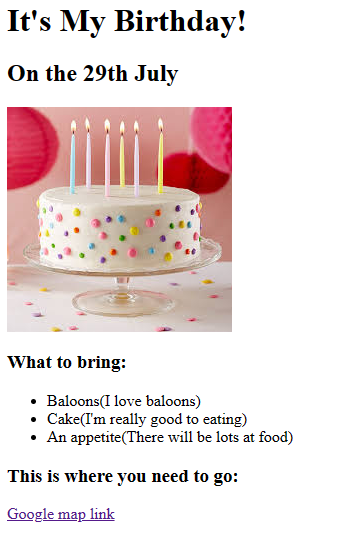 It's My Birthday!
On the 29th July
What to bring:
Baloons(I love baloons)
Cake(I'm really good to eating)
An appetite(There will be lots at food)
This is where you need to go:
Google map link